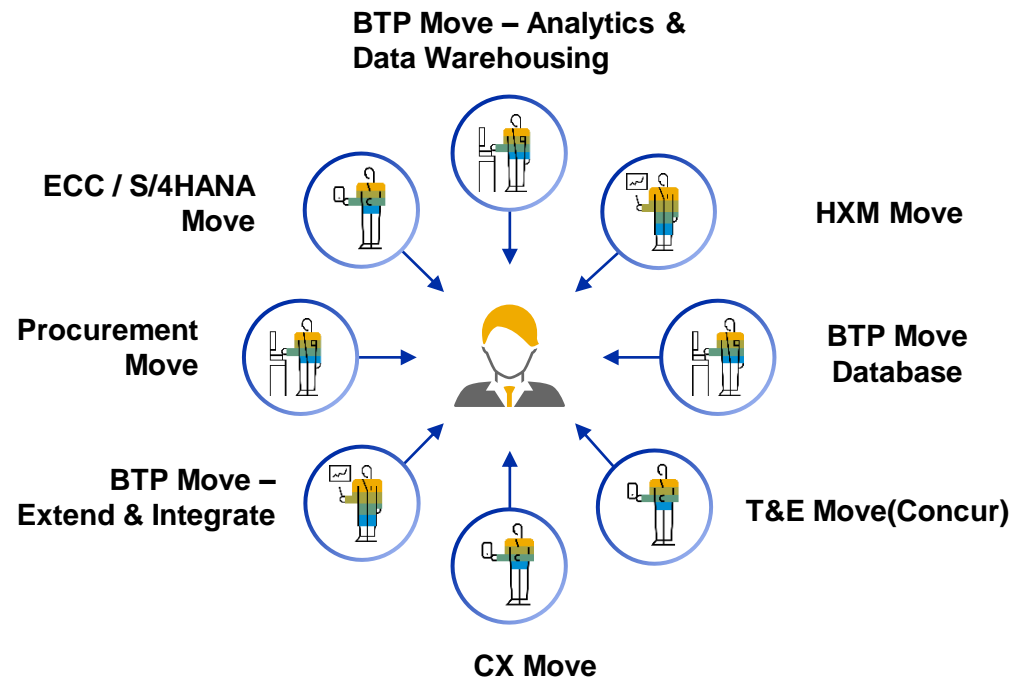 BTP Move – Analytics &
Data Warehousing
ECC / S/4HANA
Move
HXM Move
Procurement
Move
BTP Move
Database
BTP Move –
Extend & Integrate
T&E Move(Concur)
CX Move